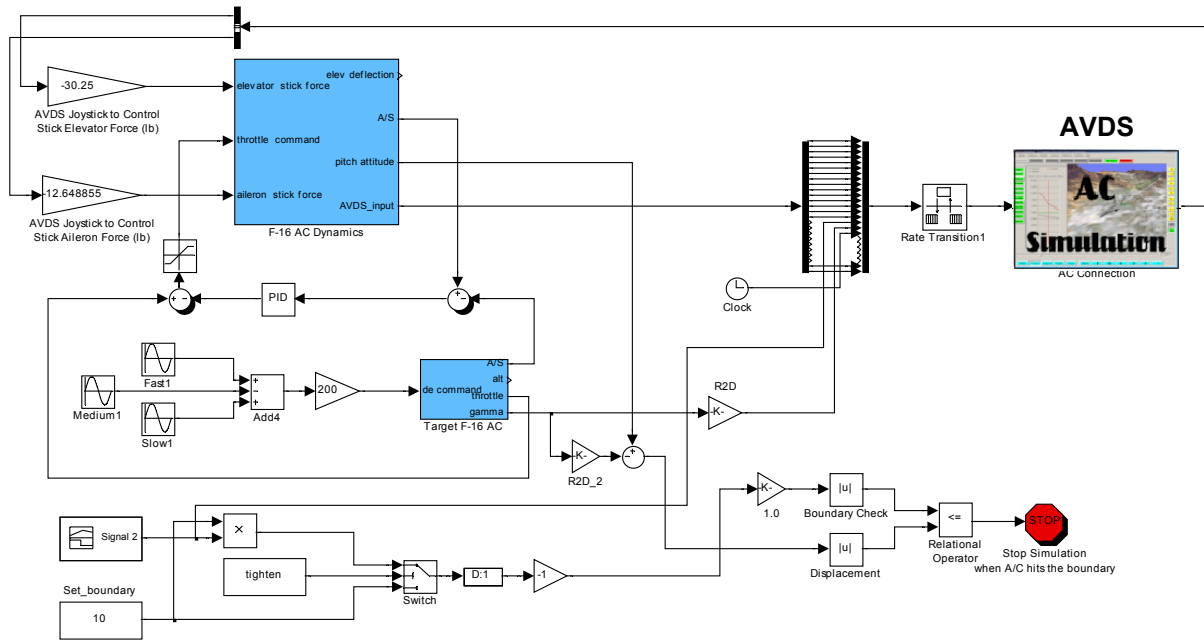 -30.25
AVDS Joystick to Control
Stick Elevator Force (lb)
-12.648855
AVDS Joystick to Control
Stick Aileron Force (lb)
elevator stick force
throttle command
aileron stick force
elev deflection
A/S
pitch attitude
AVDS_input
F-16 AC Dynamics
AVDS
AC
Simulation
AC Connection
Rate Transition1
Clock
PID
+ -
+ -
Fast1
Medium1
Slow1
+
-
+
Add4
200
de command
A/S
alt
throttle
gamma
Target F-16 AC
R2D
-K-
-K-
R2D_2
- +
-K-
1.0
|u|
Boundary Check
|u|
Displacement
<=
Relational
Operator
STOP
Stop Simulation
when A/C hits the boundary
Signal 2
×
tighten
Set_boundary
10
Switch
D:1
-1